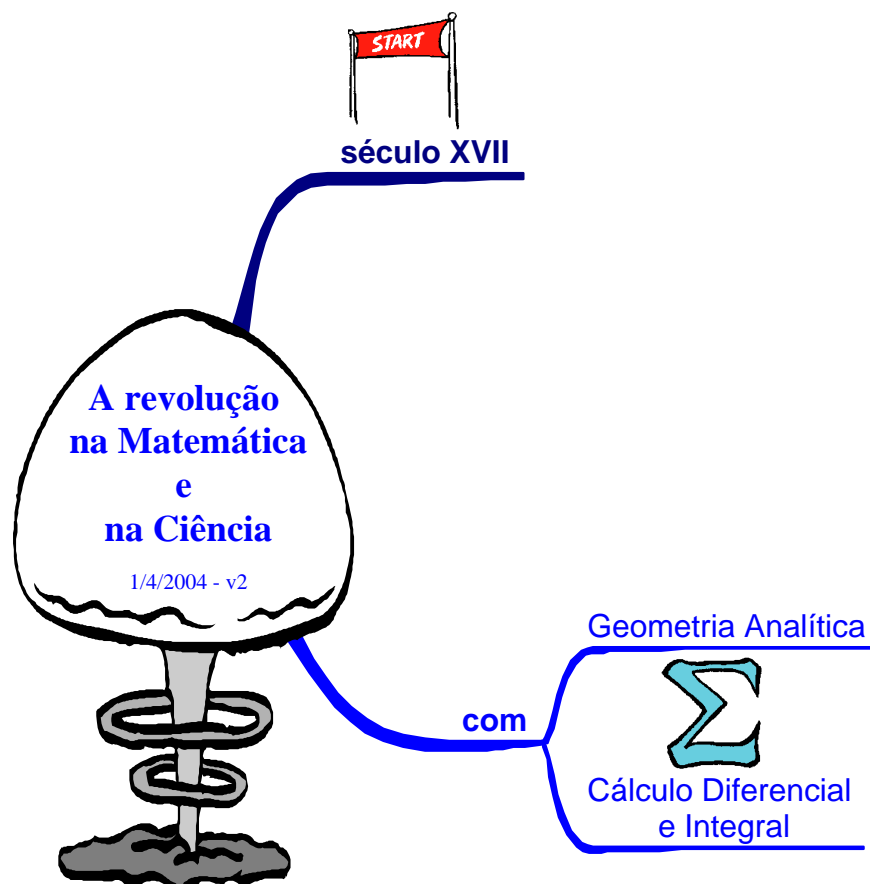 START
século XVII
A revolução
na Matemática
e
na Ciência
1/4/2004 - v2
com
Geometria Analítica
Σ
Cálculo Diferencial
e Integral